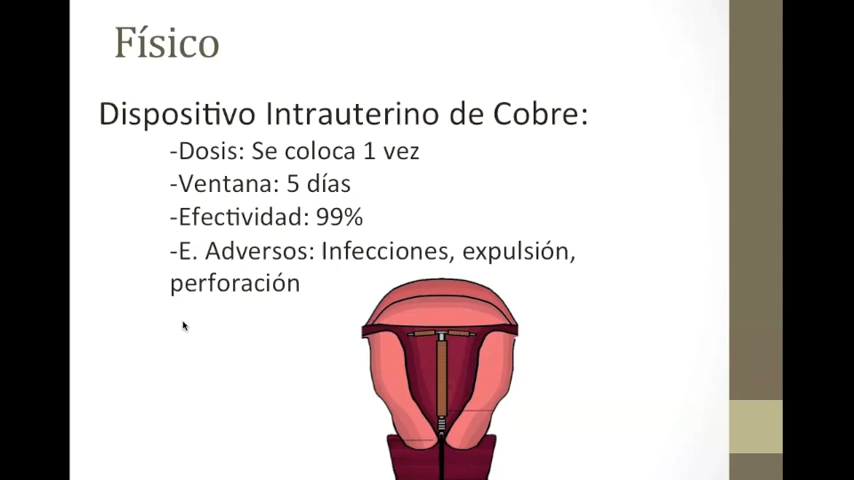 Físico
Dispositivo Intrauterino de Cobre:
-Dosis: Se coloca 1 vez
-Ventana: 5 días
-Efectividad: 99%
-E. Adversos: Infecciones, expulsión,
perforación